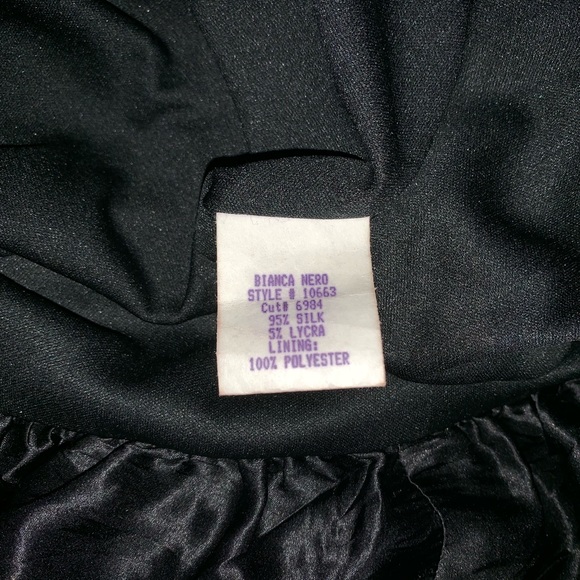 BIANCA NERO
STYLE # 10663
Cut# 6984
95% SILK
5% LYCRA
LINING:
100% POLYESTER